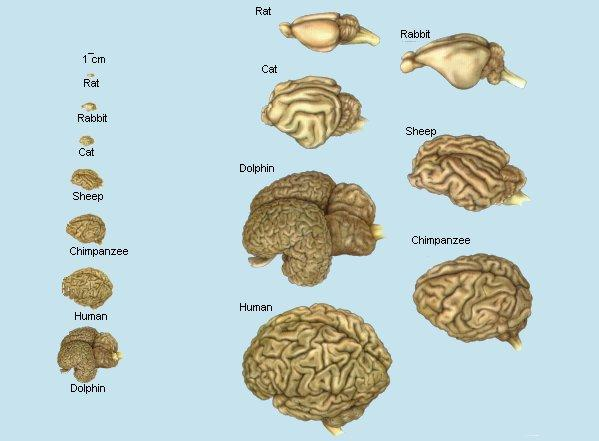 1 cm
Rat
Rabbit
Cat
Sheep
Chimpanzee
Human
Dolphin
Rat
Rabbit
Cat
Sheep
Dolphin
Chimpanzee
Human